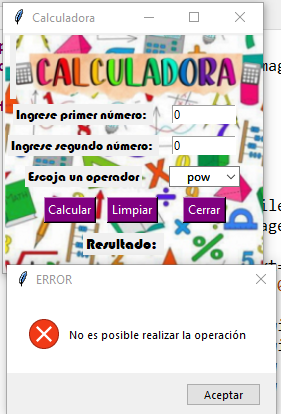 Calculadora
CALCULADORA
Ingrese primer número: 0
Ingrese segundo número: 0
Escoja un operador pow
Calcular Limpiar Cerrar
Resultado:
ERROR
No es posible realizar la operación
Aceptar